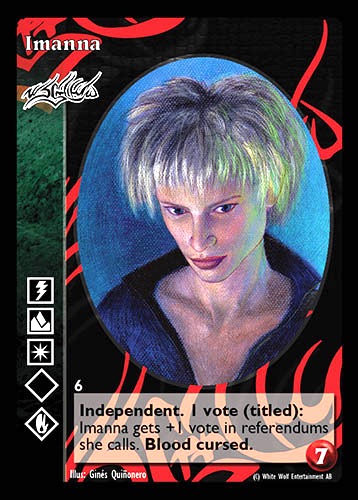 Imanna
6
Independent. 1 vote (titled):
Imanna gets +1 vote in referendums
she calls. Blood cursed.
7
Illus: Ginés Quiñonero
(C) White Wolf Entertainment AB